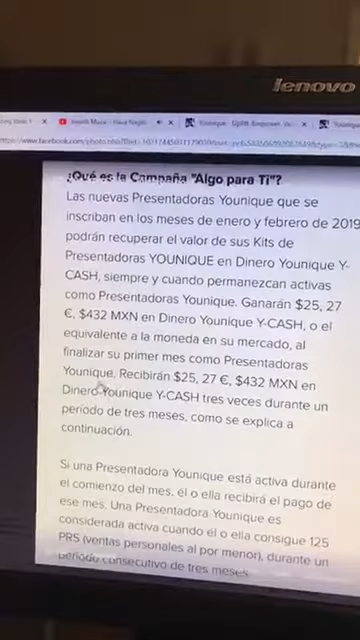 lenovo
¿Qué es la Campaña "Algo para Ti"?
Las nuevas Presentadoras Younique que se
inscriban en los meses de enero y febrero de 2019
podrán recuperar el valor de sus Kits de
Presentadoras YOUNIQUE en Dinero Younique Y-
CASH, siempre y cuando permanezcan activas
como Presentadoras Younique. Ganarán $25, 27
€, $432 MXN en Dinero Younique Y-CASH, o el
equivalente a la moneda en su mercado, al
finalizar su primer mes como Presentadoras
Younique. Recibirán $25, 27 €, $432 MXN en
Dinero Younique Y-CASH tres veces durante un
período de tres meses, como se explica a
continuación.
Si una Presentadora Younique está activa durante
el comienzo del mes, él o ella recibirá el pago de
ese mes. Una Presentadora Younique es
considerada activa cuando él o ella consigue 125
PRS (ventas personales al por menor), durante un
período consecutivo de tres meses